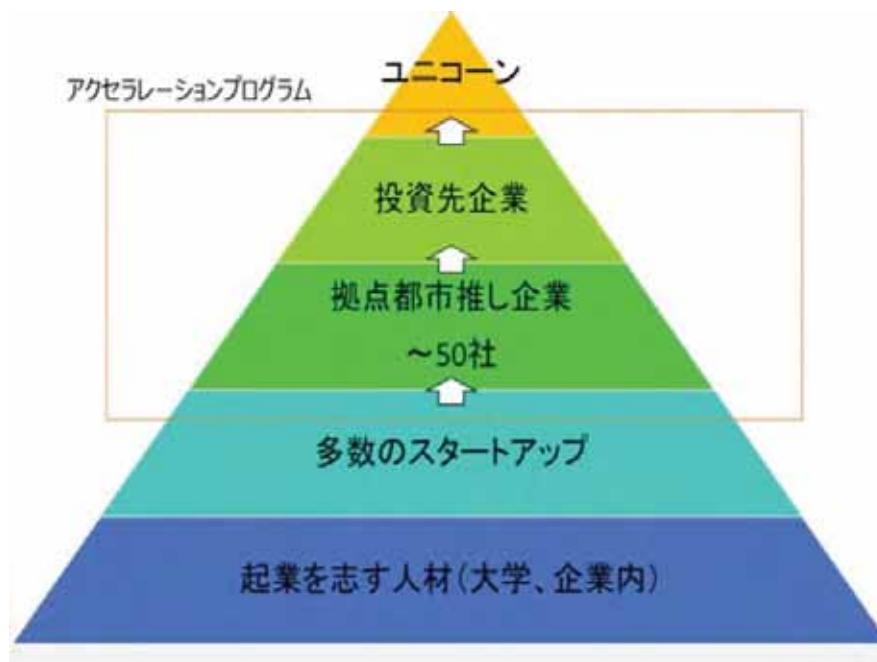 ユニコーン
アクセラレーションプログラム
投資先企業
拠点都市推し企業
～50社
多数のスタートアップ
起業を志す人材(大学、企業内)